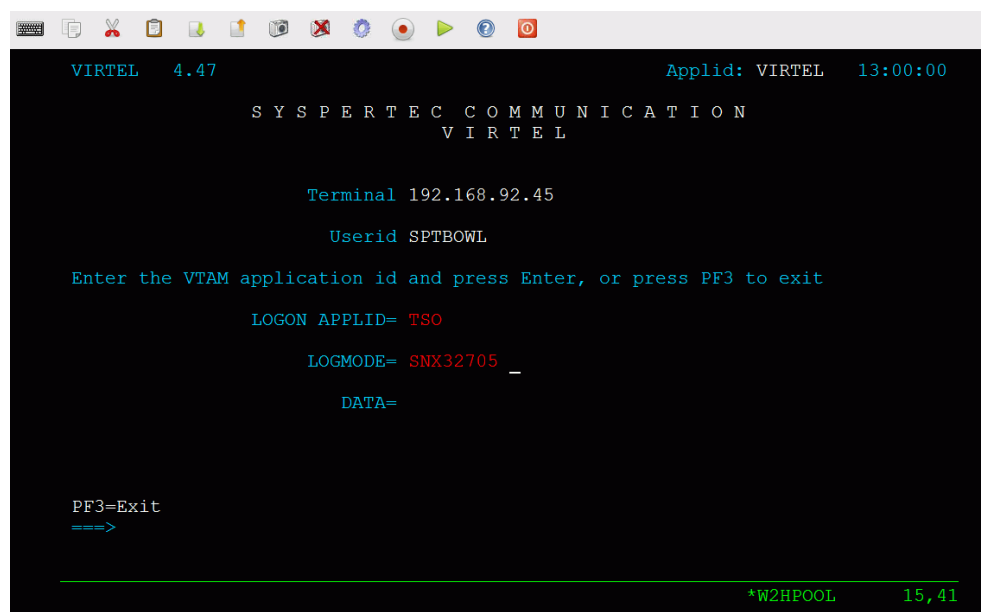 VIRTEL 4.47 Applid: VIRTEL 13:00:00
S Y S P E R T E C C O M M U N I C A T I O N
V I R T E L
Terminal 192.168.92.45
Userid SPTBOWL
Enter the VTAM application id and press Enter, or press PF3 to exit
LOGON APPLID= TSO
LOGMODE= SNX32705 _
DATA=
PF3=Exit
===>
*W2HPOOL 15,41